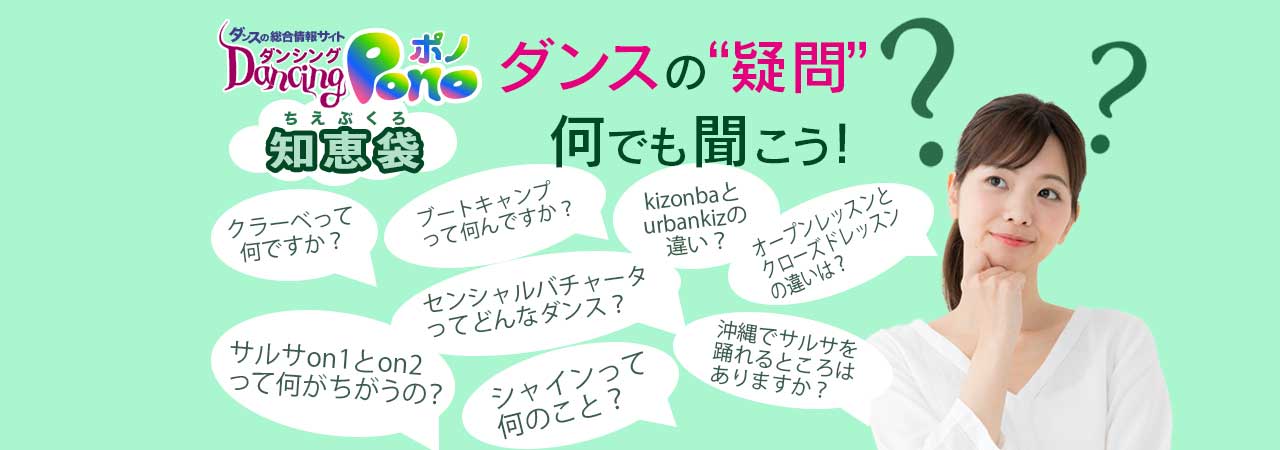 ダンスの総合情報サイト
ダンシング
Dancing
ポノ
Pono
ちえぶくろ
知恵袋
ダンスの“疑問”
何でも聞こう!
?
?
クラーベって
何ですか？
ブートキャンプ
って何んですか？
kizonbaと
urbankizの
違い？
オープンレッスンと
クローズドレッスン
の違いは？
センシャルバチャータ
ってどんなダンス？
サルサon1とon2
って何がちがうの？
シャインって
何のこと？
沖縄でサルサを
踊れるところは
ありますか？